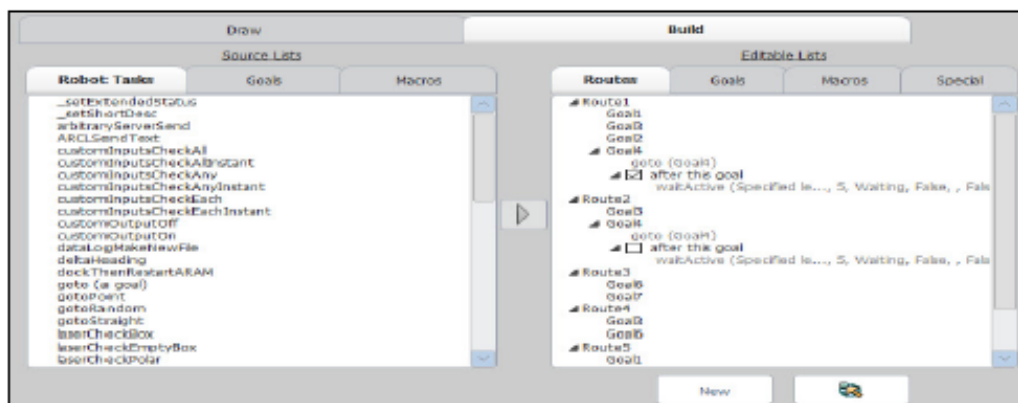 Draw
Build
Source Lists
Editable Lists
Robot: Tasks
Goals
Macros
_setExtendedStatus
_setShortDesc
arbitraryServerSend
ARCLSendText
customInputsCheckAll
customInputsCheckAllInstant
customInputsCheckAny
customInputsCheckAnyInstant
customInputsCheckEach
customInputsCheckEachInstant
customOutputOff
customOutputOn
dataLogMakeNewFile
deltaHeading
dockThenRestartARAM
goto (a goal)
gotoPoint
gotoRandom
gotoStraight
laserCheckBox
laserCheckEmptyBox
laserCheckPolar
Routes
Goals
Macros
Special
Route1
Goal1
Goal3
Goal2
Goal4
goto (Goal4)
after this goal
waitActive (Specified le..., 5, Waiting, False, , Fals
Route2
Goal3
Goal4
goto (Goal4)
after this goal
waitActive (Specified le..., 5, Waiting, False, , Fals
Route3
Goal6
Goal7
Route4
Goal3
Goal6
Route5
Goal1
New